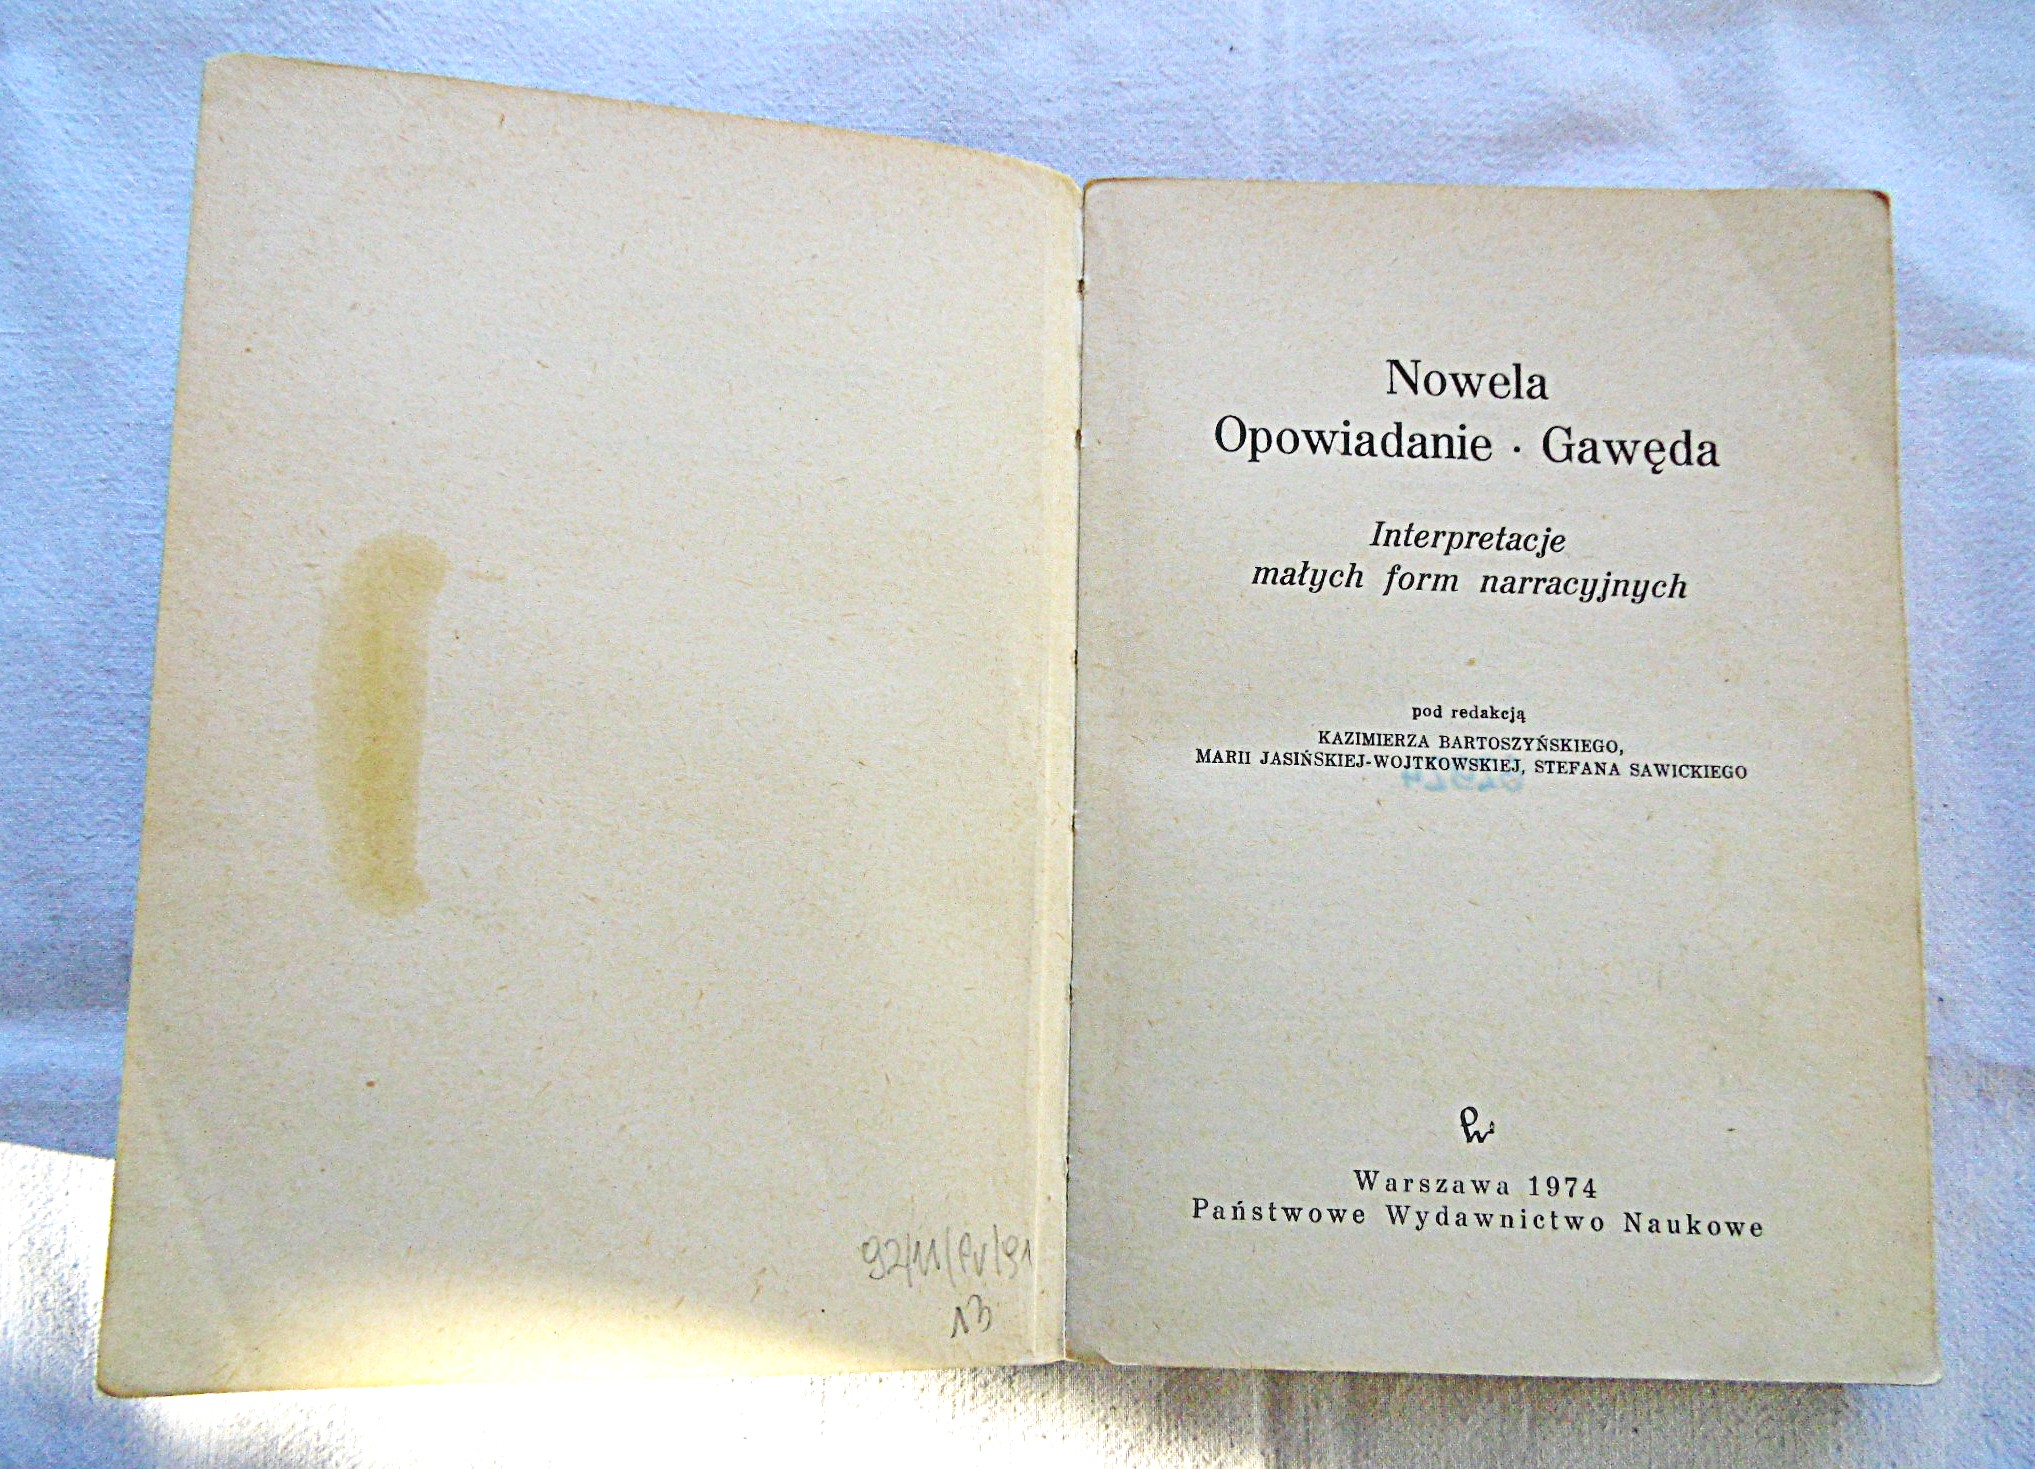 Nowela
Opowiadanie · Gawęda
Interpretacje
małych form narracyjnych
pod redakcją
KAZIMIERZA BARTOSZYŃSKIEGO,
MARII JASIŃSKIEJ-WOJTKOWSKIEJ, STEFANA SAWICKIEGO
Warszawa 1974
Państwowe Wydawnictwo Naukowe
13